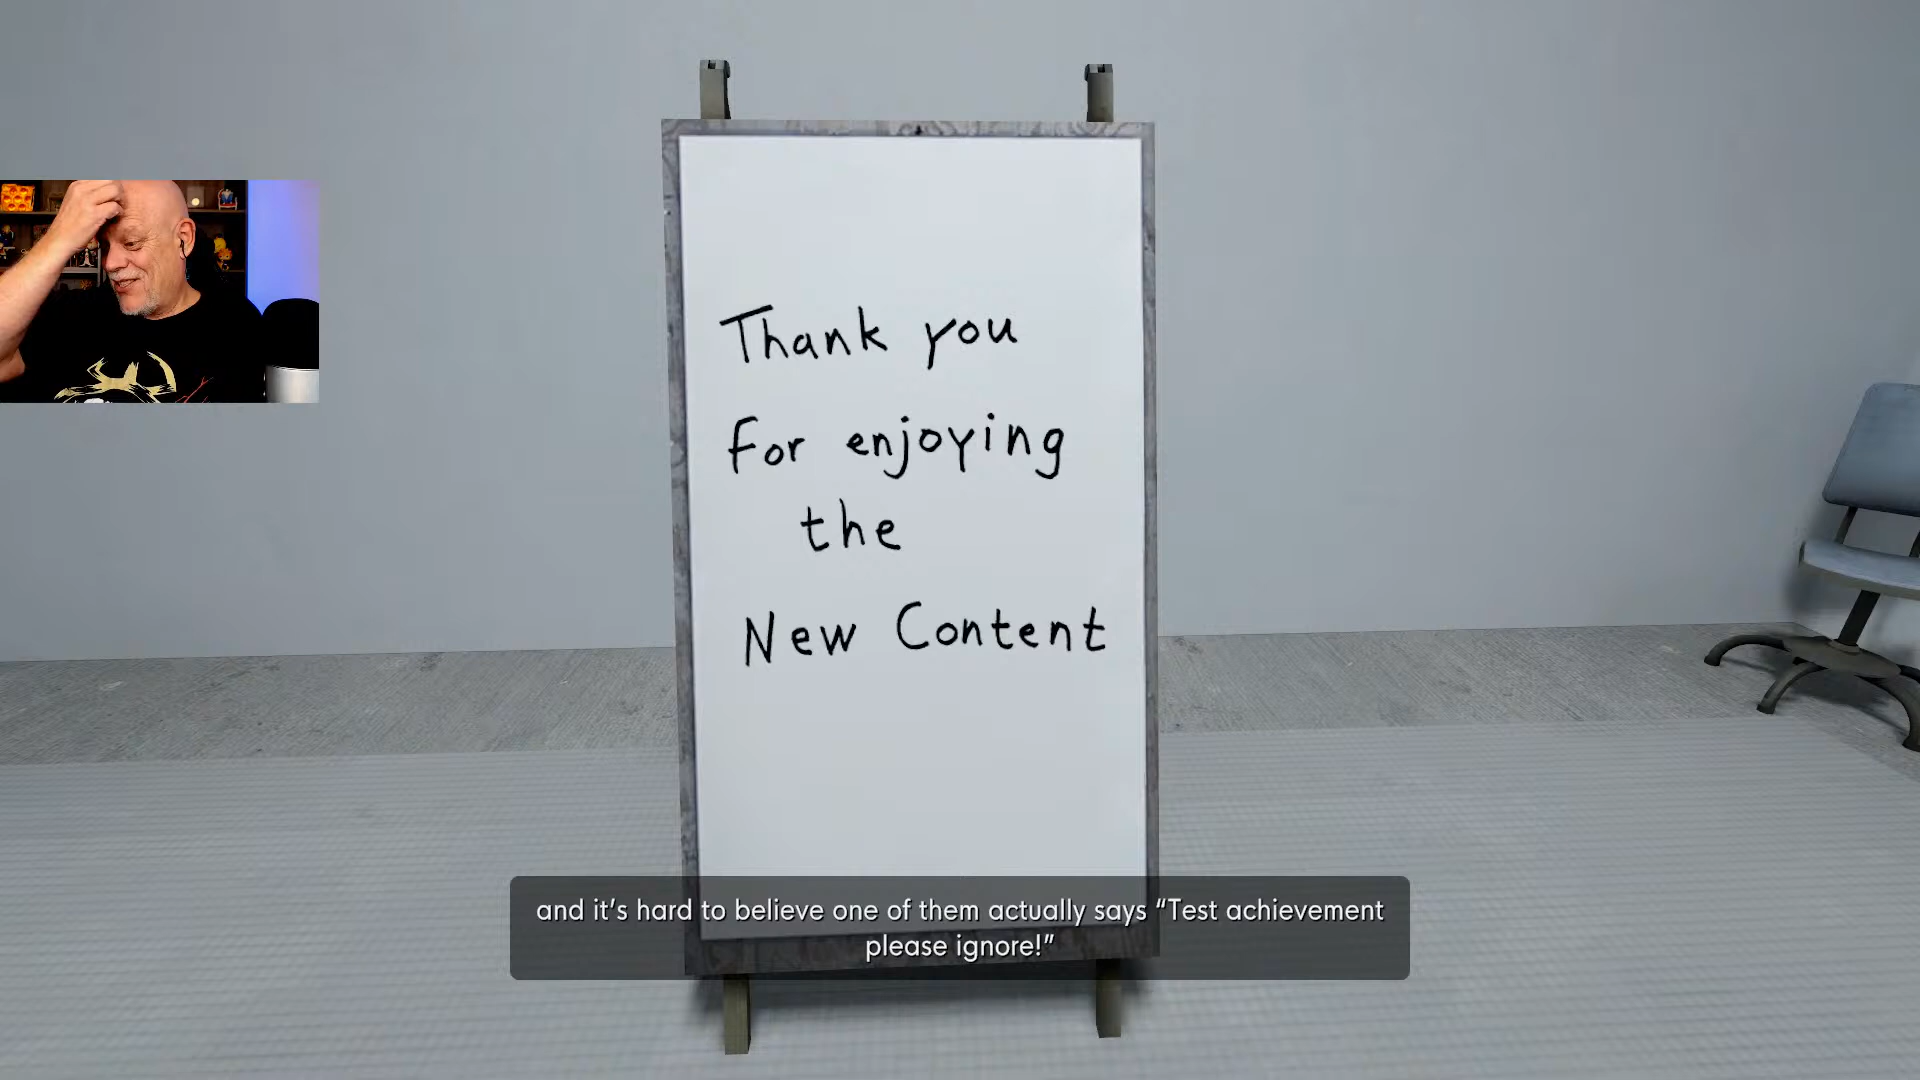 Thank you
For enjoying
the
New Content
and it's hard to believe one of them actually says “Test achievement
please ignore!”